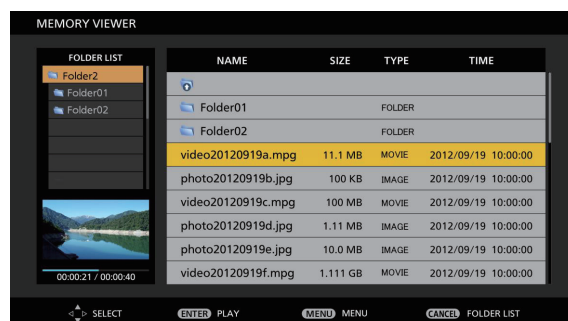 MEMORY VIEWER
FOLDER LIST
Folder2
Folder01
Folder02
00:00:21 / 00:00:40
NAME SIZE TYPE TIME
Folder01 FOLDER
Folder02 FOLDER
video20120919a.mpg 11.1 MB MOVIE 2012/09/19 10:00:00
photo20120919b.jpg 100 KB IMAGE 2012/09/19 10:00:00
video20120919c.mpg 100 MB MOVIE 2012/09/19 10:00:00
photo20120919d.jpg 1.11 MB IMAGE 2012/09/19 10:00:00
photo20120919e.jpg 10.0 MB IMAGE 2012/09/19 10:00:00
video20120919f.mpg 1.111 GB MOVIE 2012/09/19 10:00:00
SELECT ENTER PLAY MENU MENU CANCEL FOLDER LIST